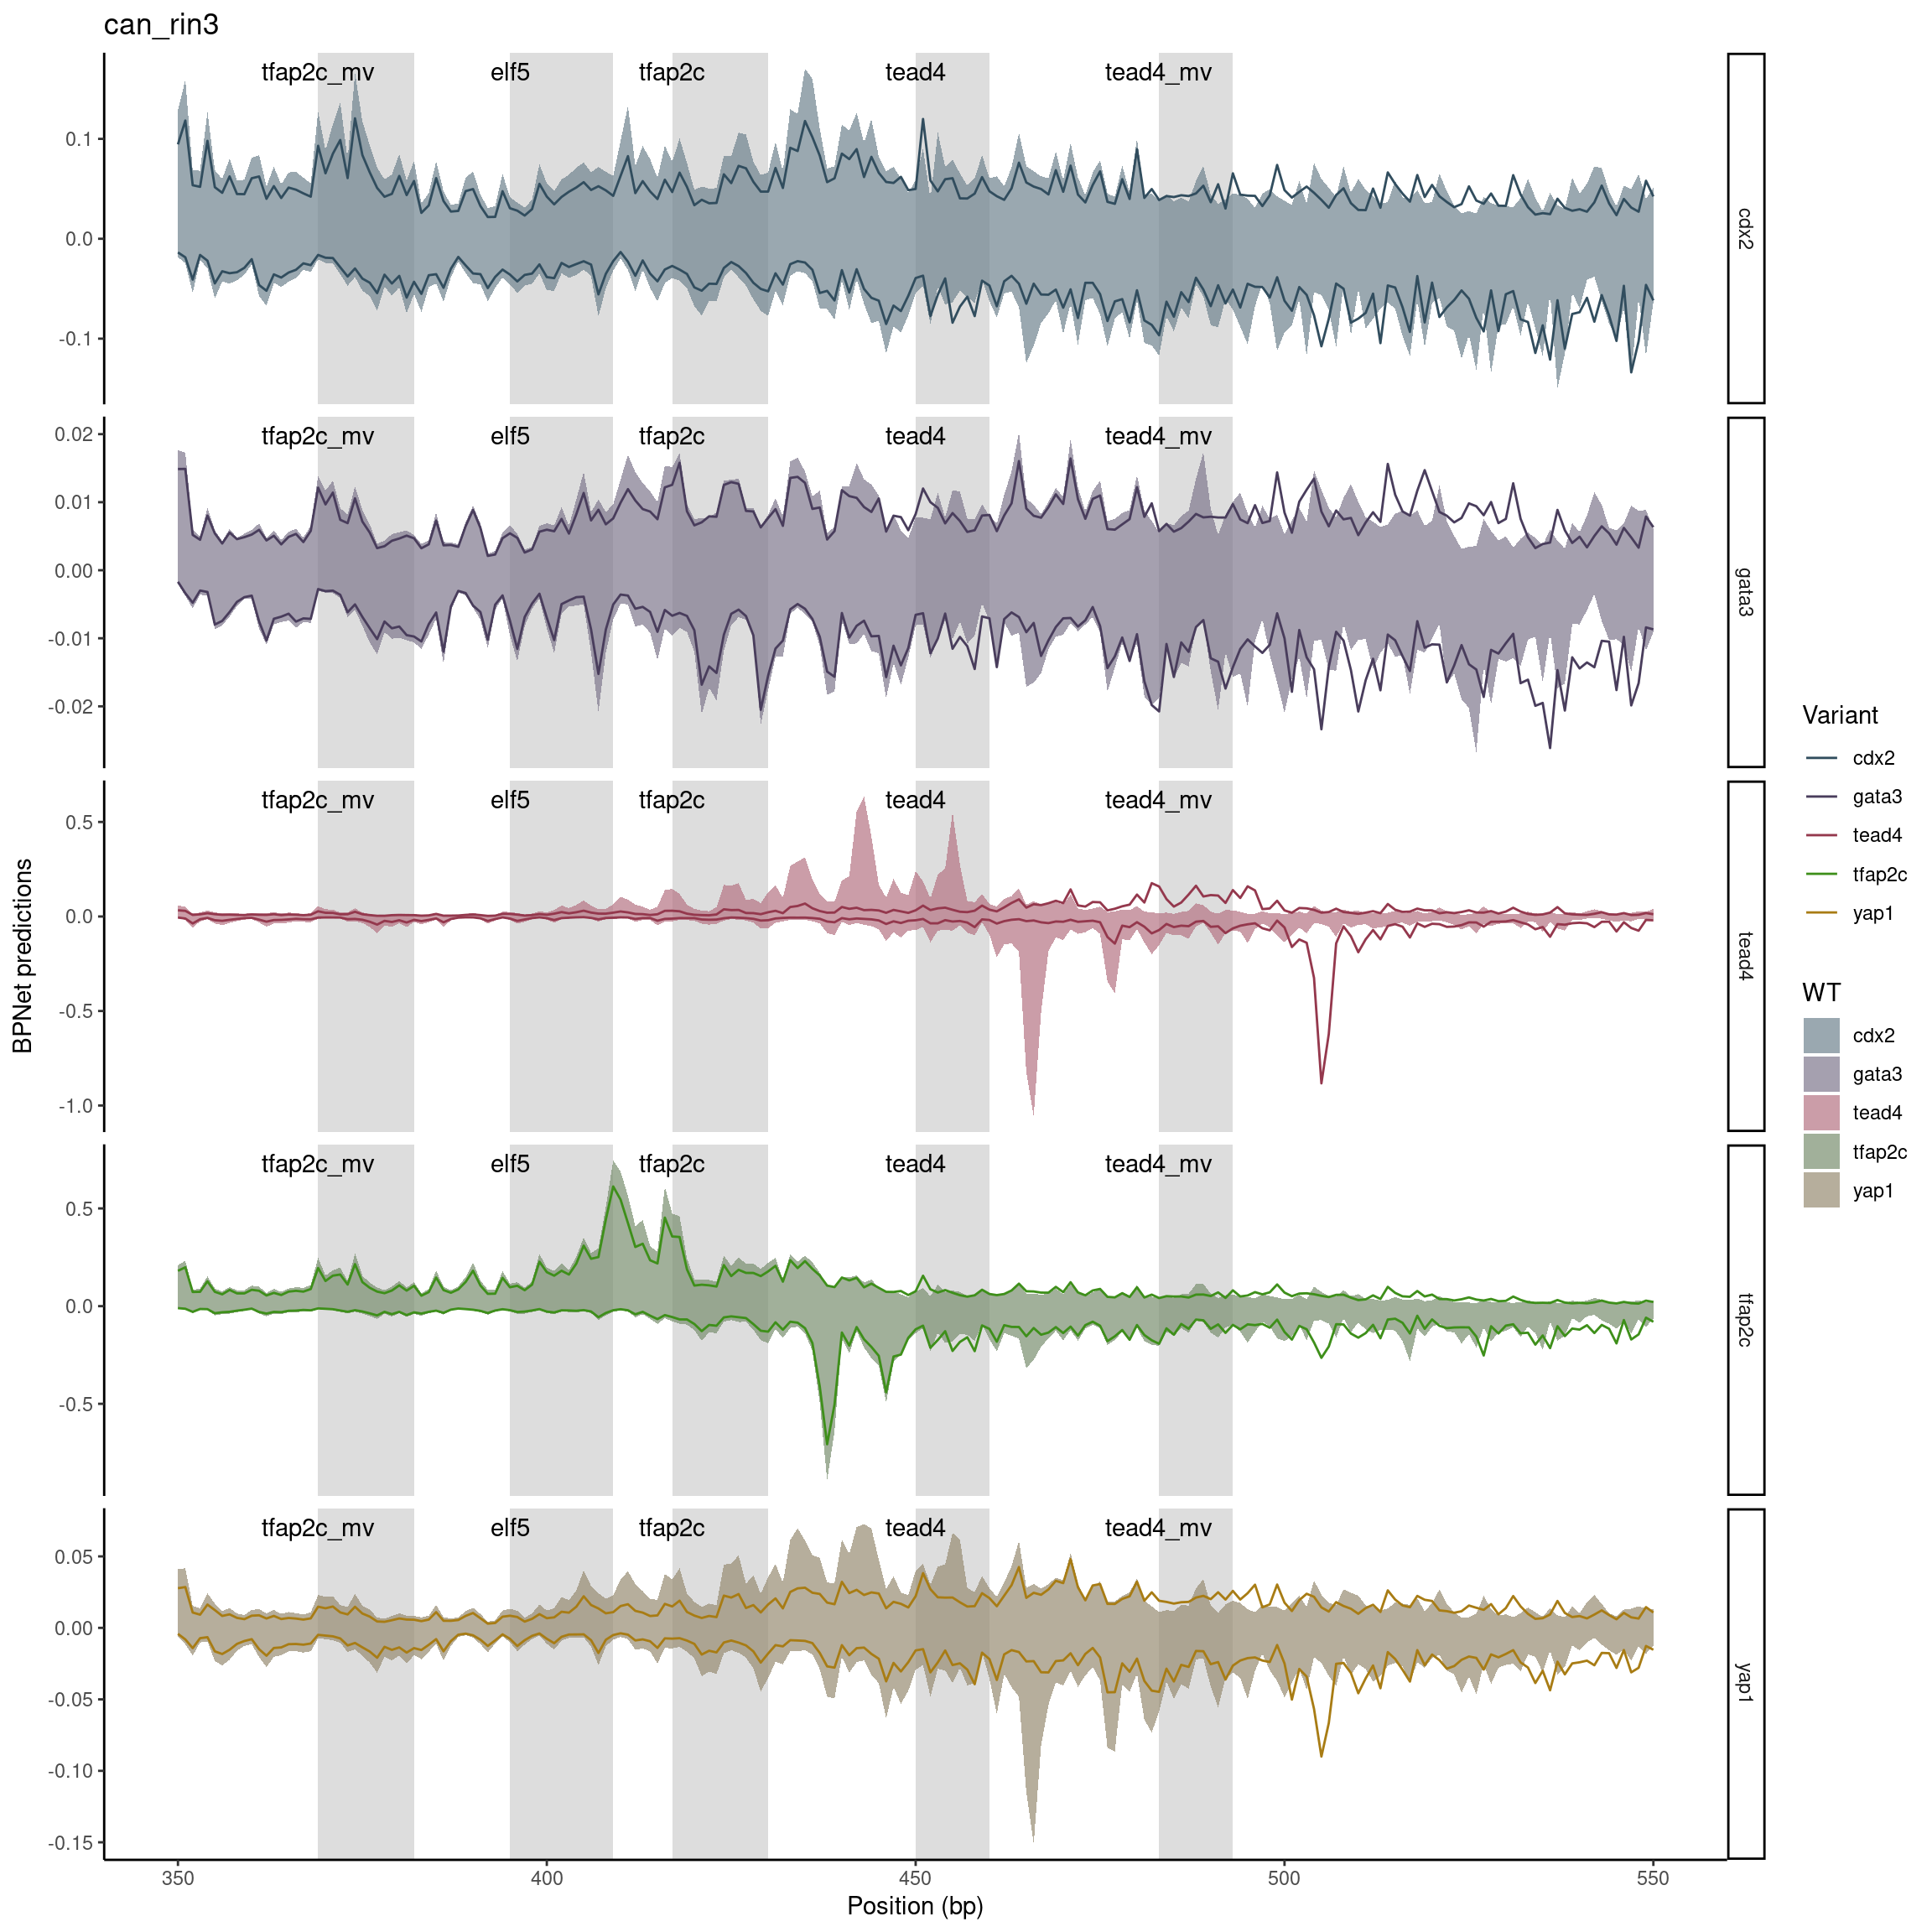 can_rin3
tfap2c_mv elf5 tfap2c tead4 tead4_mv
0.1
0.0
-0.1
cdx2
tfap2c_mv elf5 tfap2c tead4 tead4_mv
0.02
0.01
0.00
-0.01
-0.02
gata3
tfap2c_mv elf5 tfap2c tead4 tead4_mv
0.5
0.0
-0.5
-1.0
tead4
tfap2c_mv elf5 tfap2c tead4 tead4_mv
0.5
0.0
-0.5
tfap2c
tfap2c_mv elf5 tfap2c tead4 tead4_mv
0.05
0.00
-0.05
-0.10
-0.15
yap1
350 400 450 500 550
Position (bp)
BPNet predictions
Variant
cdx2
gata3
tead4
tfap2c
yap1
WT
cdx2
gata3
tead4
tfap2c
yap1